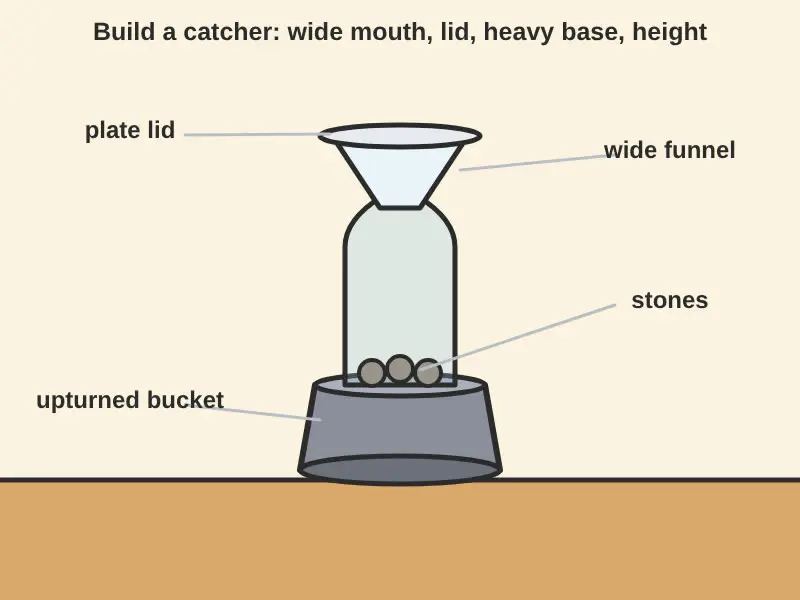 Build a catcher: wide mouth, lid, heavy base, height
plate lid
wide funnel
stones
upturned bucket